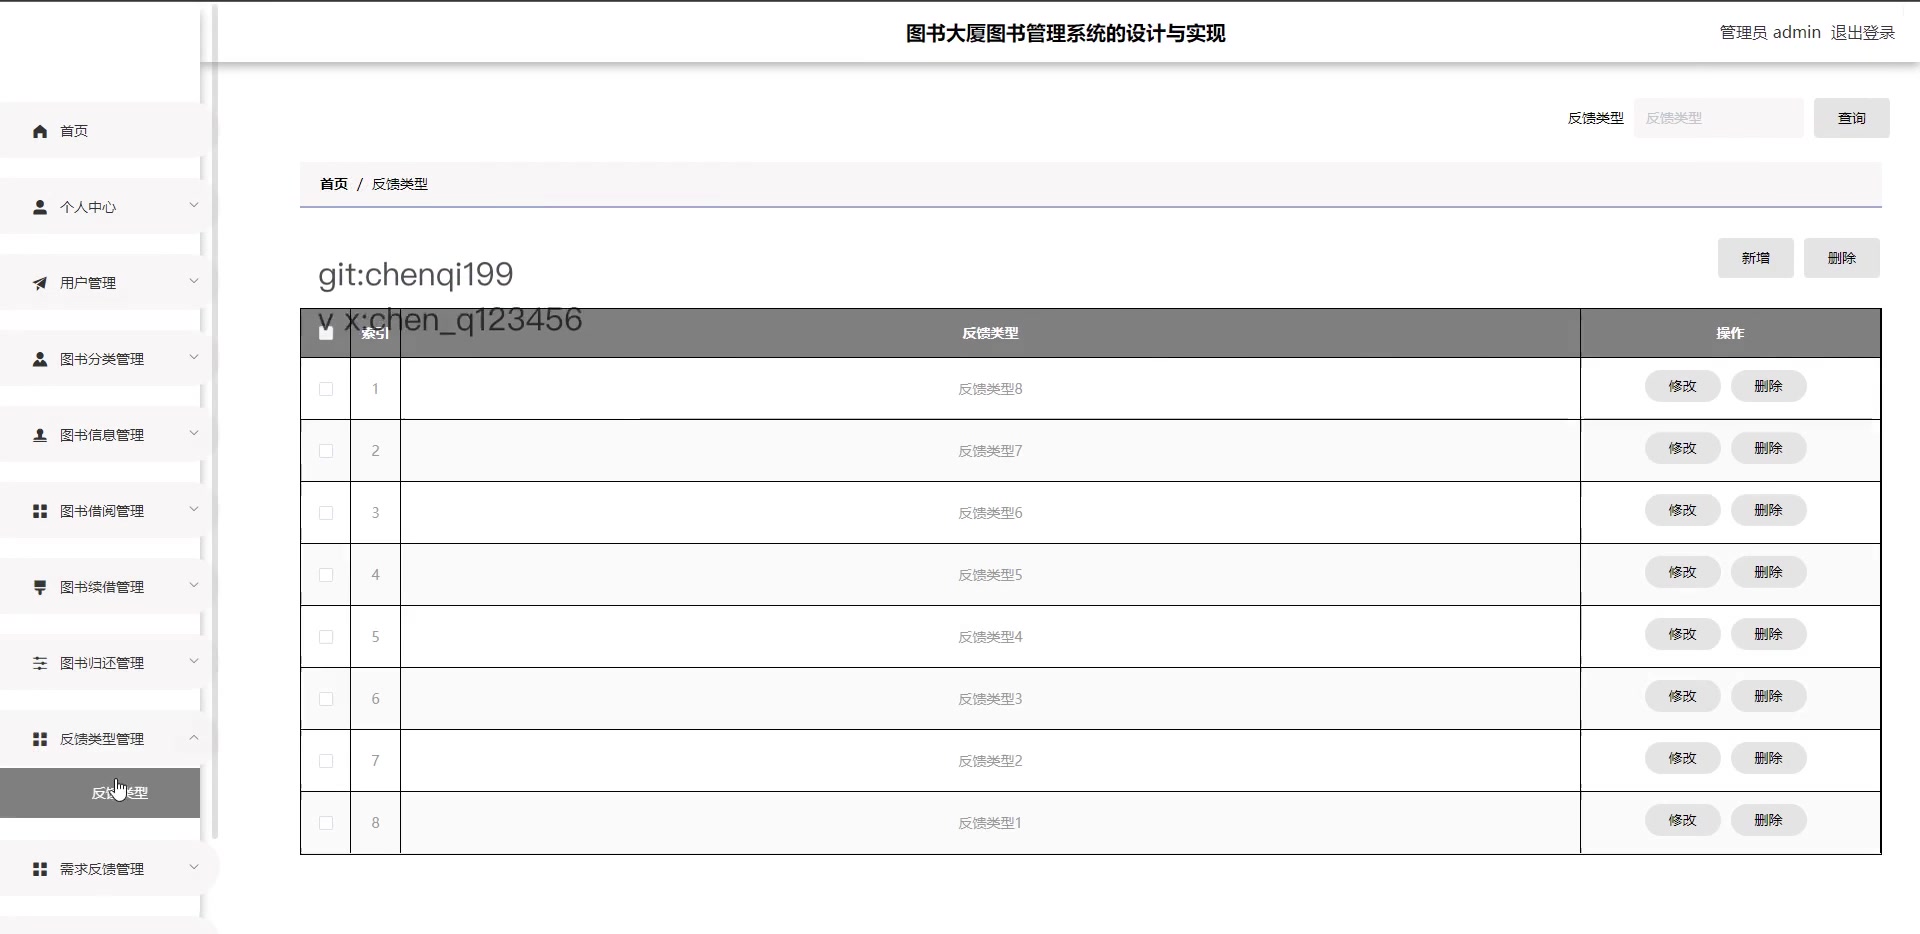 图书大厦图书管理系统的设计与实现
管理员 admin 退出登录
首页
个人中心
用户管理
图书分类管理
图书信息管理
图书借阅管理
图书续借管理
图书归还管理
反馈类型管理
反馈类型
需求反馈管理
反馈类型 反馈类型 查询
首页 / 反馈类型
新增 删除
git:chenqi199
v x:chen_q123456
索引 反馈类型 操作
1 反馈类型8 修改 删除
2 反馈类型7 修改 删除
3 反馈类型6 修改 删除
4 反馈类型5 修改 删除
5 反馈类型4 修改 删除
6 反馈类型3 修改 删除
7 反馈类型2 修改 删除
8 反馈类型1 修改 删除